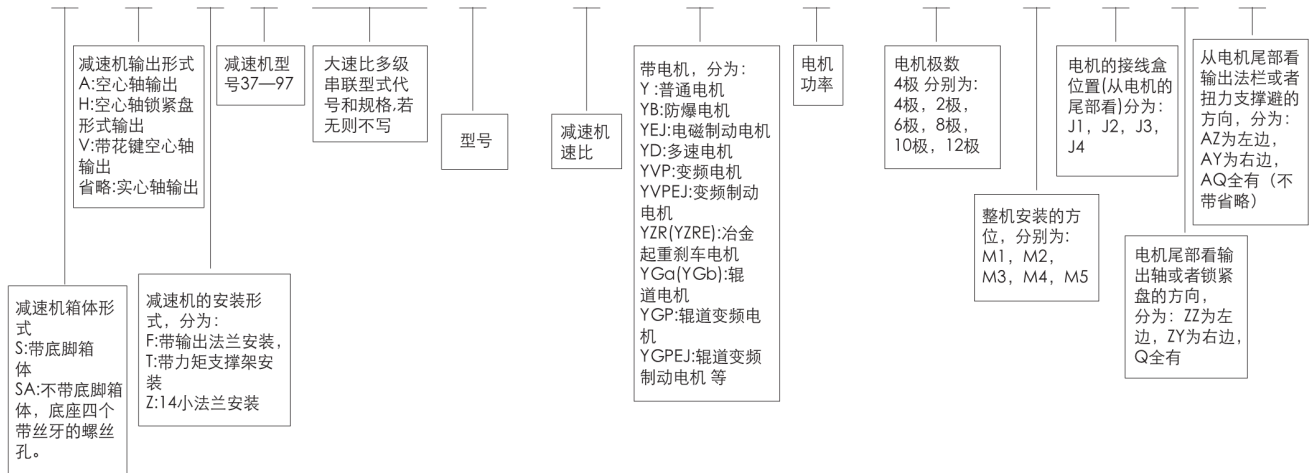 减速机箱体形
式
S:带底脚箱
体
SA:不带底脚箱
体，底座四个
带丝牙的螺丝
孔。
减速机输出形式
A:空心轴输出
H:空心轴锁紧盘
形式输出
V:带花键空心轴
输出
省略:实心轴输出
减速机的安装形
式，分为：
F:带输出法兰安装，
T:带力矩支撑架安
装
Z:14小法兰安装
减速机型
号37—97
大速比多级
串联型式代
号和规格,若
无则不写
型号
减速机
速比
带电机，分为：
Y :普通电机
YB:防爆电机
YEJ:电磁制动电机
YD:多速电机
YVP:变频电机
YVPEJ:变频制动
电机
YZR(YZRE):冶金
起重刹车电机
YGa(YGb):辊
道电机
YGP:辊道变频电
机
YGPEJ:辊道变频
制动电机 等
电机
功率
电机极数
4极 分别为：
4极，2极，
6极，8极，
10极，12极
整机安装的方
位，分别为：
M1，M2，
M3，M4，M5
电机的接线盒
位置(从电机的
尾部看)分为：
J1，J2，J3，
J4
电机尾部看输
出轴或者锁紧
盘的方向，
分为：ZZ为左
边，ZY为右边，
Q全有
从电机尾部看
输出法栏或者
扭力支撑避的
方向，分为：
AZ为左边，
AY为右边，
AQ全有（不
带省略）